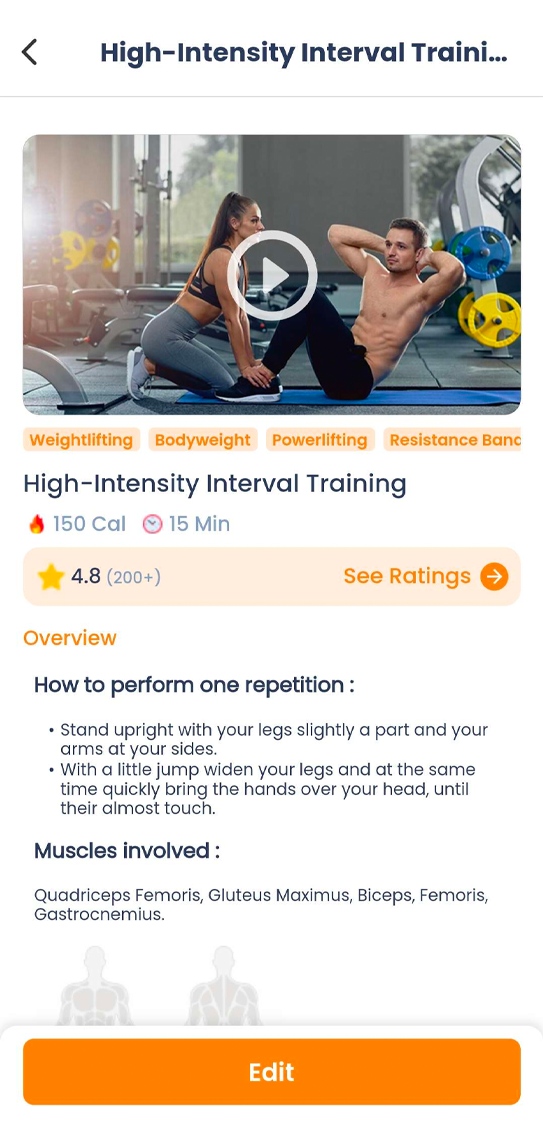 High-Intensity Interval Traini...
Weightlifting Bodyweight Powerlifting Resistance Banc
High-Intensity Interval Training
150 Cal 15 Min
4.8 (200+) See Ratings
Overview
How to perform one repetition :
• Stand upright with your legs slightly a part and your
arms at your sides.
• With a little jump widen your legs and at the same
time quickly bring the hands over your head, until
their almost touch.
Muscles involved :
Quadriceps Femoris, Gluteus Maximus, Biceps, Femoris,
Gastrocnemius.
Edit